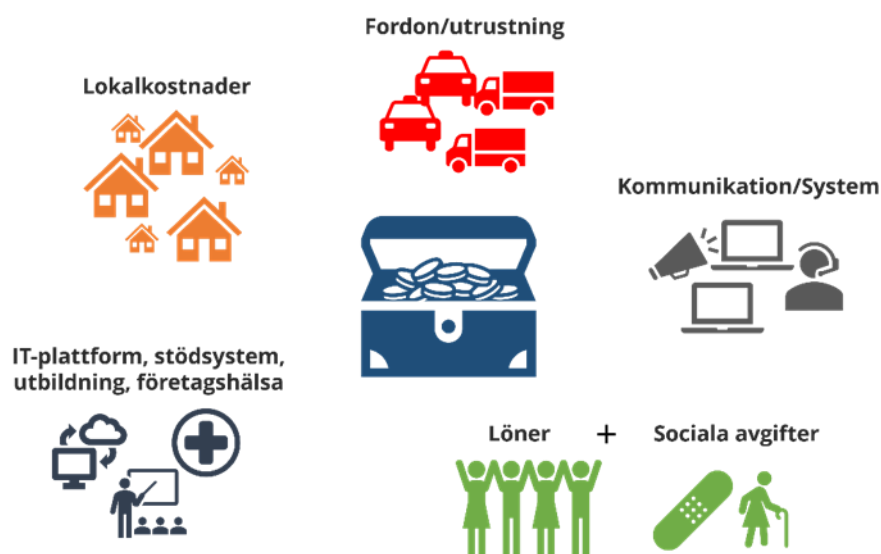 Fordon/utrustning
Lokalkostnader
Kommunikation/System
IT-plattform, stödsystem,
utbildning, företagshälsa
Löner + Sociala avgifter